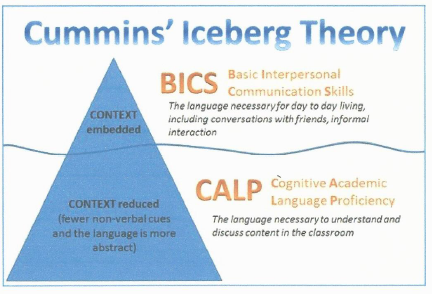 Cummins' Iceberg Theory
BICS
Basic Interpersonal
Communication Skills
The language necessary for day to day living,
including conversations with friends, informal
interaction
CONTEXT
embedded
CALP
Cognitive Academic
Language Proficiency
The language necessary to understand and
discuss content in the classroom
CONTEXT reduced
(fewer non-verbal cues
and the language is more
abstract)